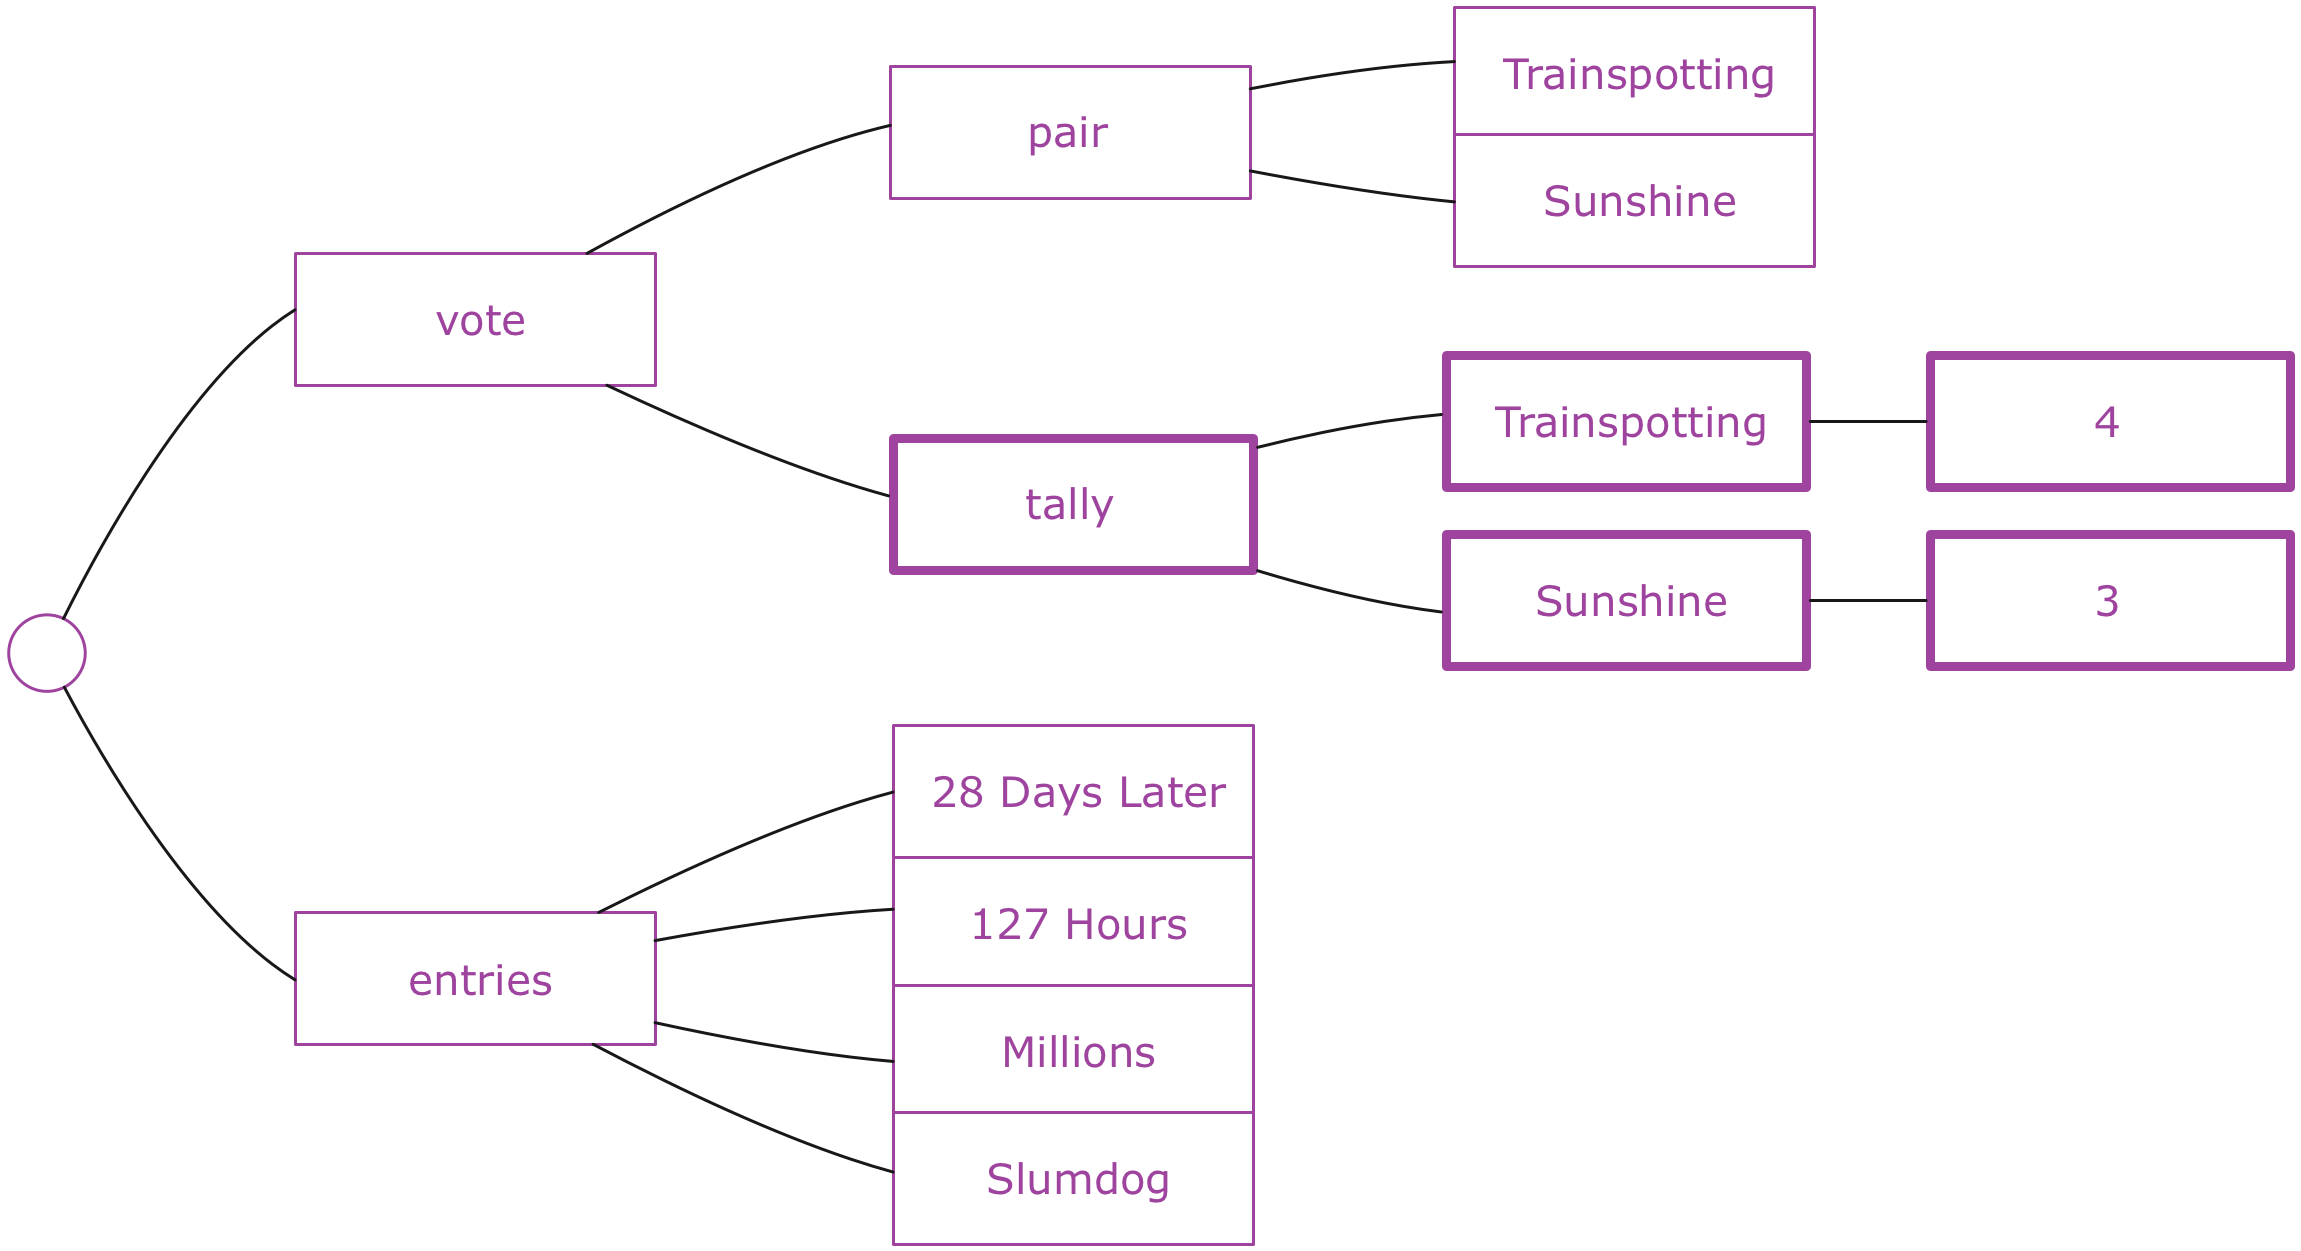 Trainspotting
pair
Sunshine
vote
Trainspotting
4
tally
Sunshine
3
28 Days Later
127 Hours
entries
Millions
Slumdog